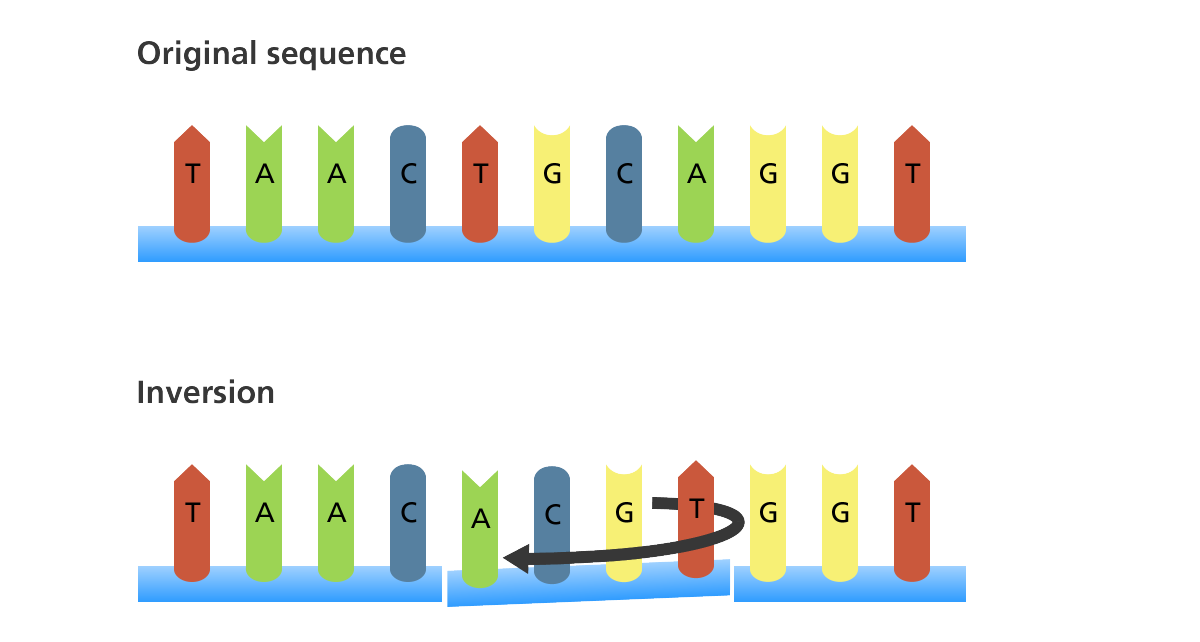 Original sequence
T A A C T G C A G G T
Inversion
T A A C A C G T G G T